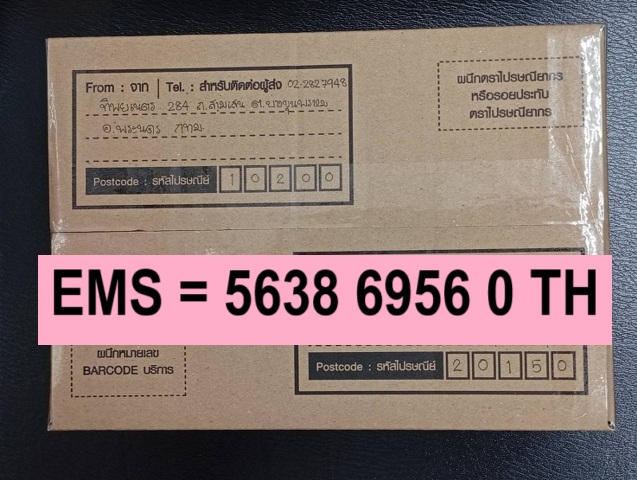 From : จาก | Tel. : สำหรับติดต่อผู้ส่ง 02-2827948
ทิพยเนตร 284 ถ.สามเสน ต.บางขุนพรหม
อ.พระนคร กทม
Postcode : รหัสไปรษณีย์ 10200
ผนึกตราไปรษณียากร
หรือรอยประทับ
ตราไปรษณียากร
EMS = 5638 6956 0 TH
ผนึกหมายเลข
BARCODE บริการ
Postcode : รหัสไปรษณีย์ 20150